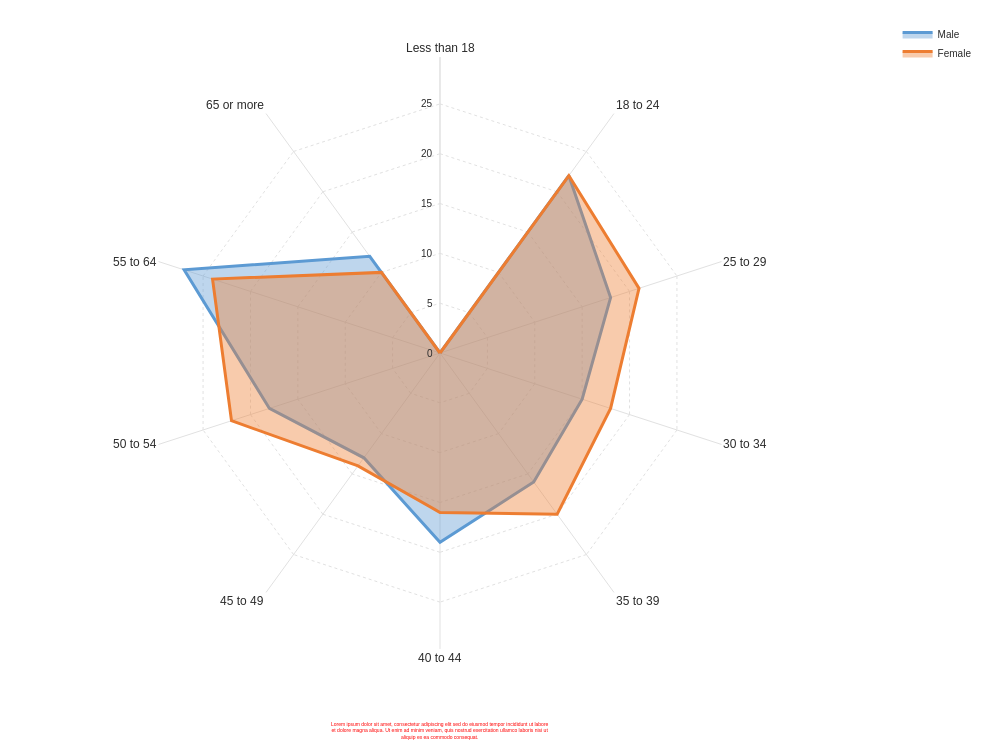 Less than 18
Male
Female
65 or more
18 to 24
25
20
15
10
5
0
55 to 64
25 to 29
50 to 54
30 to 34
45 to 49
35 to 39
40 to 44
Lorem ipsum dolor sit amet, consectetur adipiscing elit sed do eiusmod tempor incididunt ut labore
et dolore magna aliqua. Ut enim ad minim veniam, quis nostrud exercitation ullamco laboris nisi ut
aliquip ex ea commodo consequat.